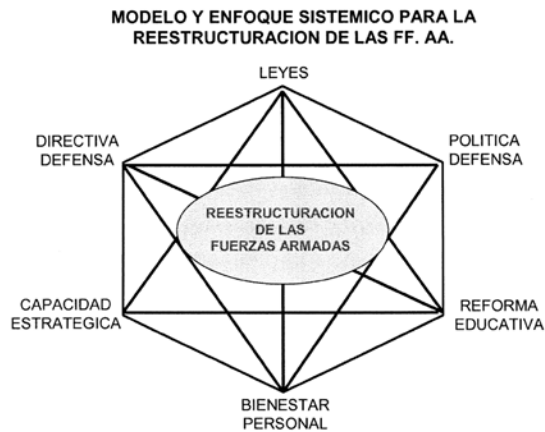 MODELO Y ENFOQUE SISTEMICO PARA LA
REESTRUCTURACION DE LAS FF. AA.
LEYES
DIRECTIVA
DEFENSA
POLITICA
DEFENSA
REESTRUCTURACION
DE LAS
FUERZAS ARMADAS
CAPACIDAD
ESTRATEGICA
REFORMA
EDUCATIVA
BIENESTAR
PERSONAL